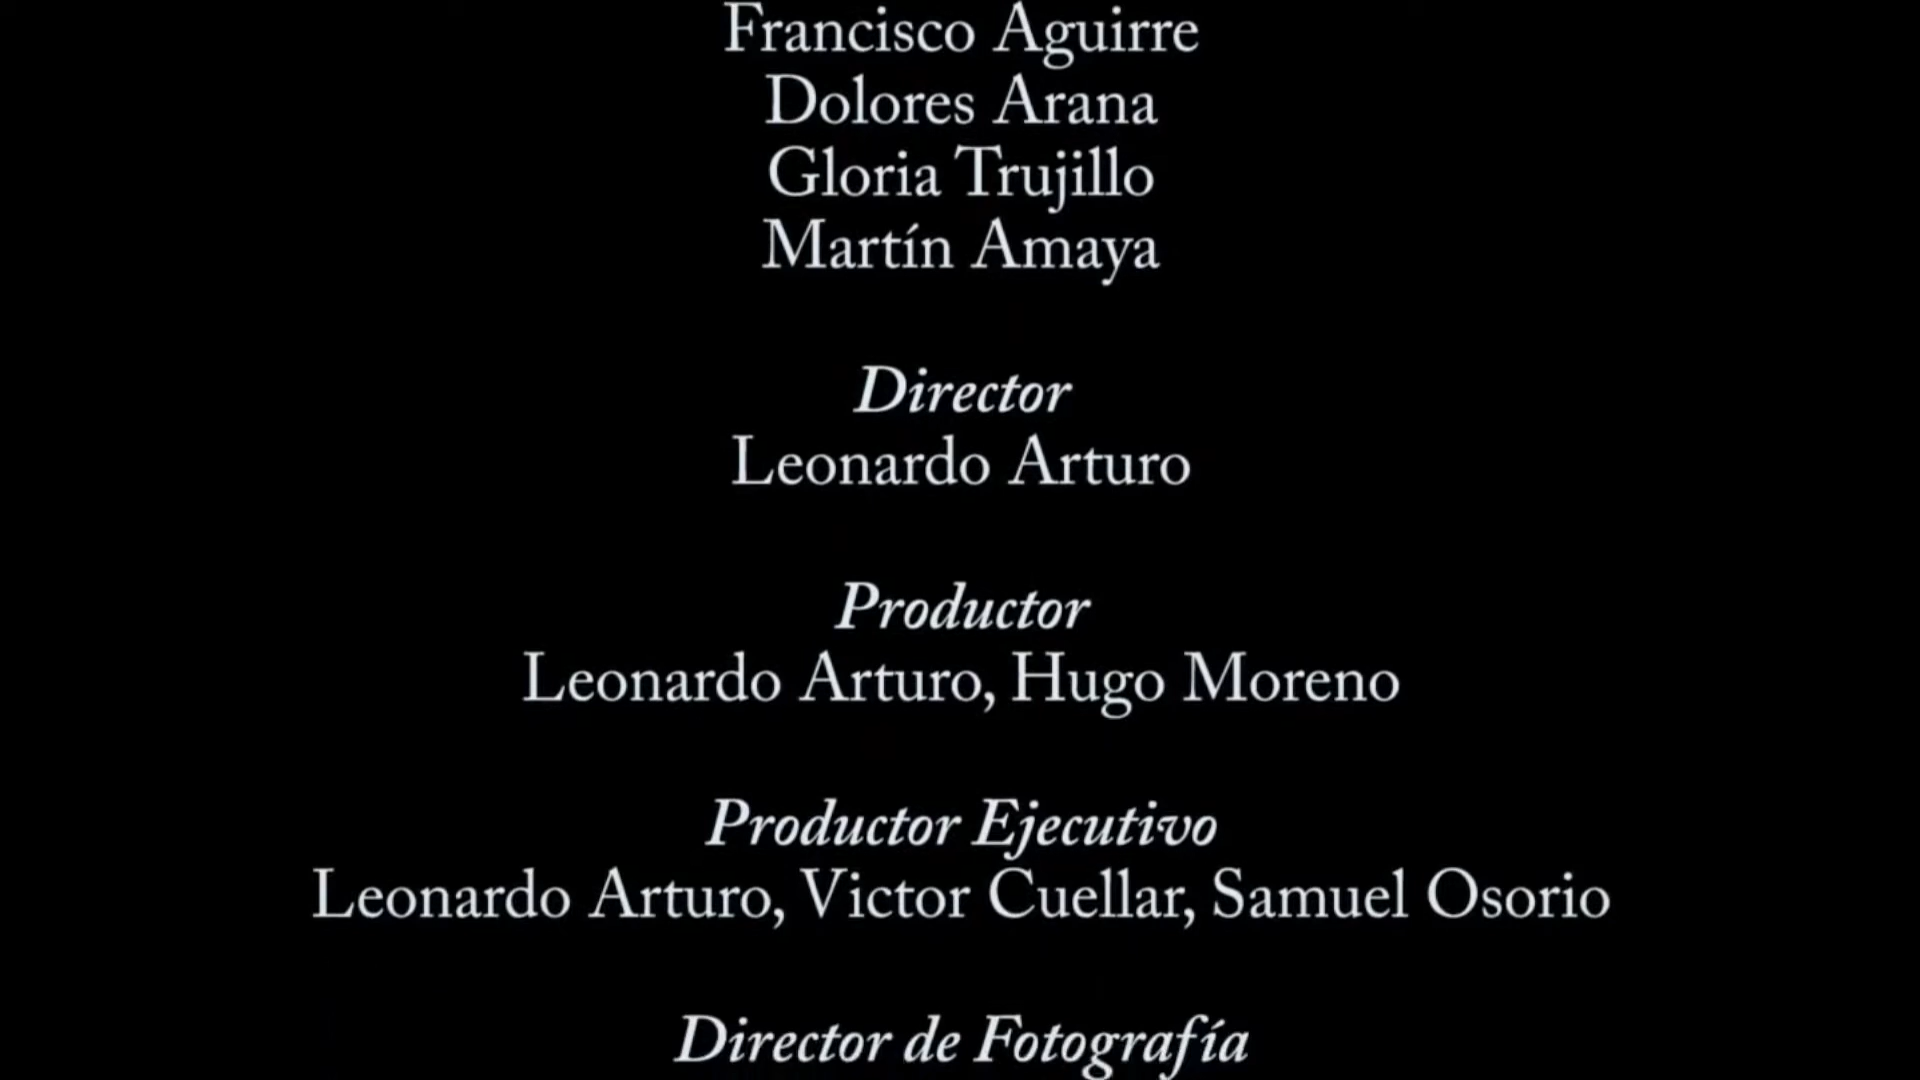 Francisco Aguirre
Dolores Arana
Gloria Trujillo
Martín Amaya
Director
Leonardo Arturo
Productor
Leonardo Arturo, Hugo Moreno
Productor Ejecutivo
Leonardo Arturo, Victor Cuellar, Samuel Osorio
Director de Fotografía